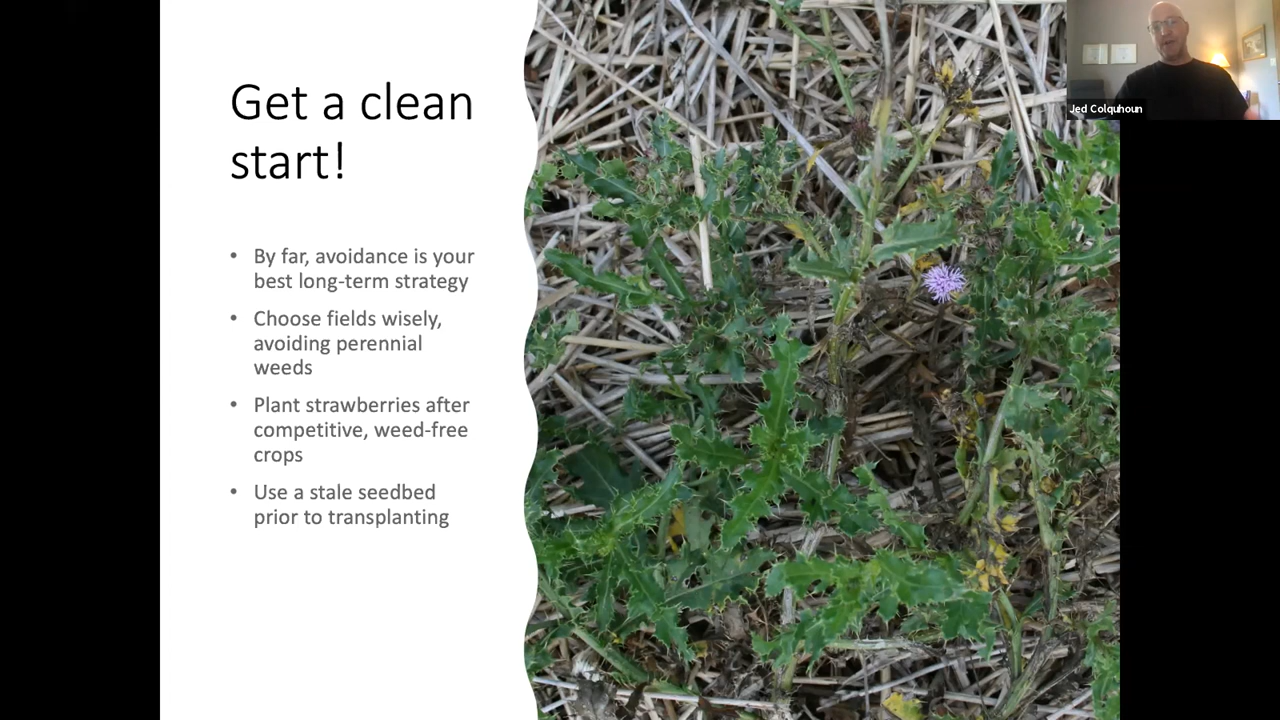 Get a clean
start!
• By far, avoidance is your
best long-term strategy
• Choose fields wisely,
avoiding perennial
weeds
• Plant strawberries after
competitive, weed-free
crops
• Use a stale seedbed
prior to transplanting
Jed Colquhoun